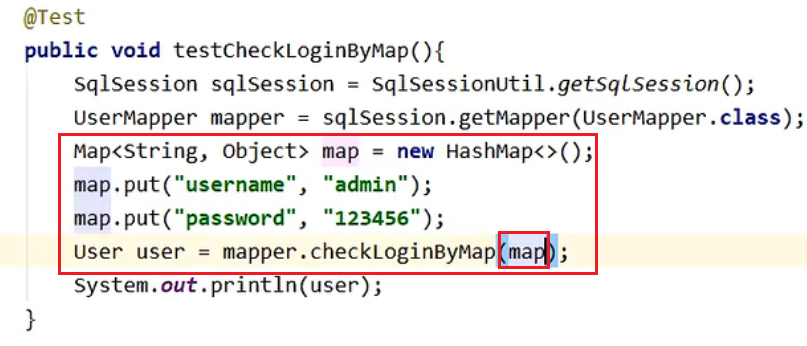 @Test
public void testCheckLoginByMap(){
SqlSession sqlSession = SqlSessionUtil.getSqlSession();
UserMapper mapper = sqlSession.getMapper(UserMapper.class);
Map<String, Object> map = new HashMap<>();
map.put("username", "admin");
map.put("password", "123456");
User user = mapper.checkLoginByMap(map);
System.out.println(user);
}